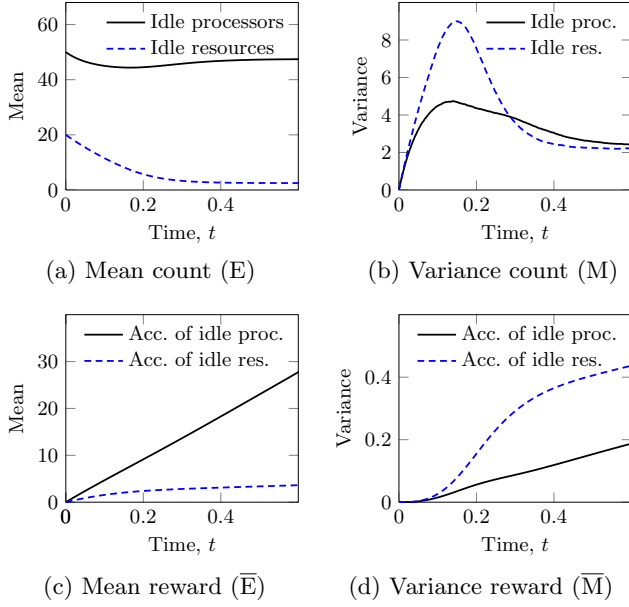 60
40
20
0
Mean
Idle processors
Idle resources
0
0.2
0.4
Time, t
(a) Mean count (E)
8
6
4
2
0
Variance
Idle proc.
Idle res.
0
0.2
0.4
Time, t
(b) Variance count (M)
30
20
10
0
Mean
Acc. of idle proc.
Acc. of idle res.
0
0.2
0.4
Time, t
(c) Mean reward (E̅)
0.4
0.2
0
Variance
Acc. of idle proc.
Acc. of idle res.
0
0.2
0.4
Time, t
(d) Variance reward (M̅)